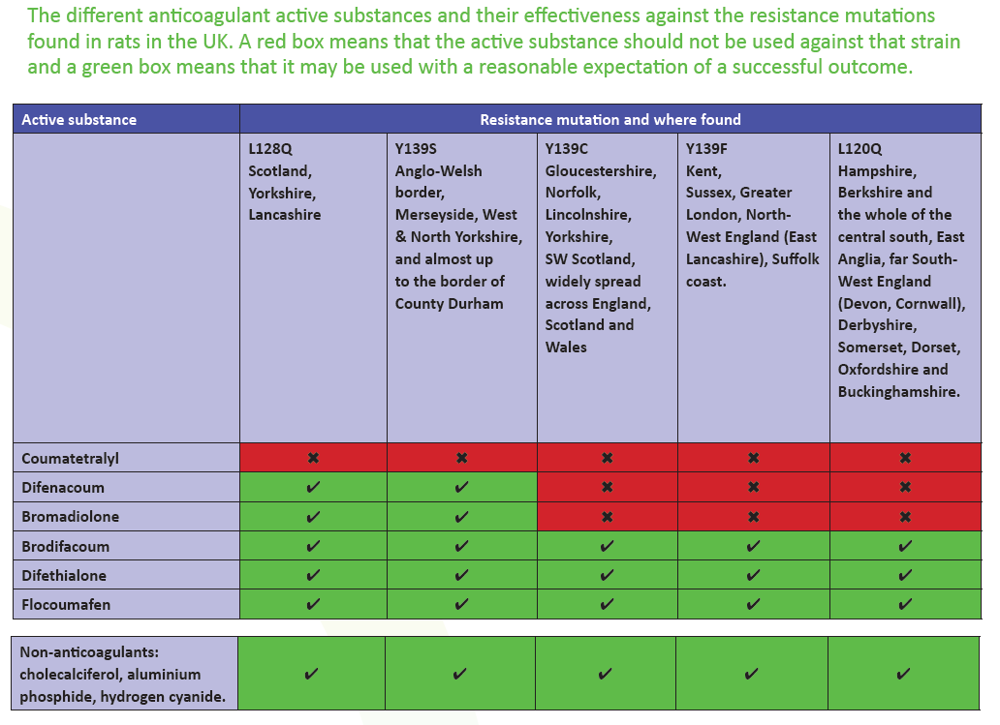 The different anticoagulant active substances and their effectiveness against the resistance mutations
found in rats in the UK. A red box means that the active substance should not be used against that strain
and a green box means that it may be used with a reasonable expectation of a successful outcome.
Active substance
Resistance mutation and where found
L128Q
Scotland,
Yorkshire,
Lancashire
Y139S
Anglo-Welsh
border,
Merseyside, West
& North Yorkshire,
and almost up
to the border of
County Durham
Y139C
Gloucestershire,
Norfolk,
Lincolnshire,
Yorkshire,
SW Scotland,
widely spread
across England,
Scotland and
Wales
Y139F
Kent,
Sussex, Greater
London, North-
West England (East
Lancashire), Suffolk
coast.
L120Q
Hampshire,
Berkshire and
the whole of the
central south, East
Anglia, far South-
West England
(Devon, Cornwall),
Derbyshire,
Somerset, Dorset,
Oxfordshire and
Buckinghamshire.
Coumatetralyl ✖ ✖ ✖ ✖ ✖
Difenacoum ✔ ✔ ✖ ✖ ✖
Bromadiolone ✔ ✔ ✖ ✖ ✖
Brodifacoum ✔ ✔ ✔ ✔ ✔
Difethialone ✔ ✔ ✔ ✔ ✔
Flocoumafen ✔ ✔ ✔ ✔ ✔
Non-anticoagulants:
cholecalciferol, aluminium
phosphide, hydrogen cyanide.
✔ ✔ ✔ ✔ ✔